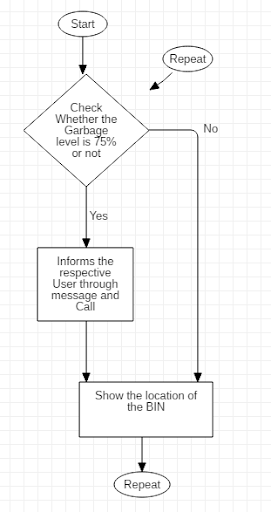 Start
Repeat
Check
Whether the
Garbage
level is 75%
or not
No
Yes
Informs the
respective
User through
message and
Call
Show the location of
the BIN
Repeat